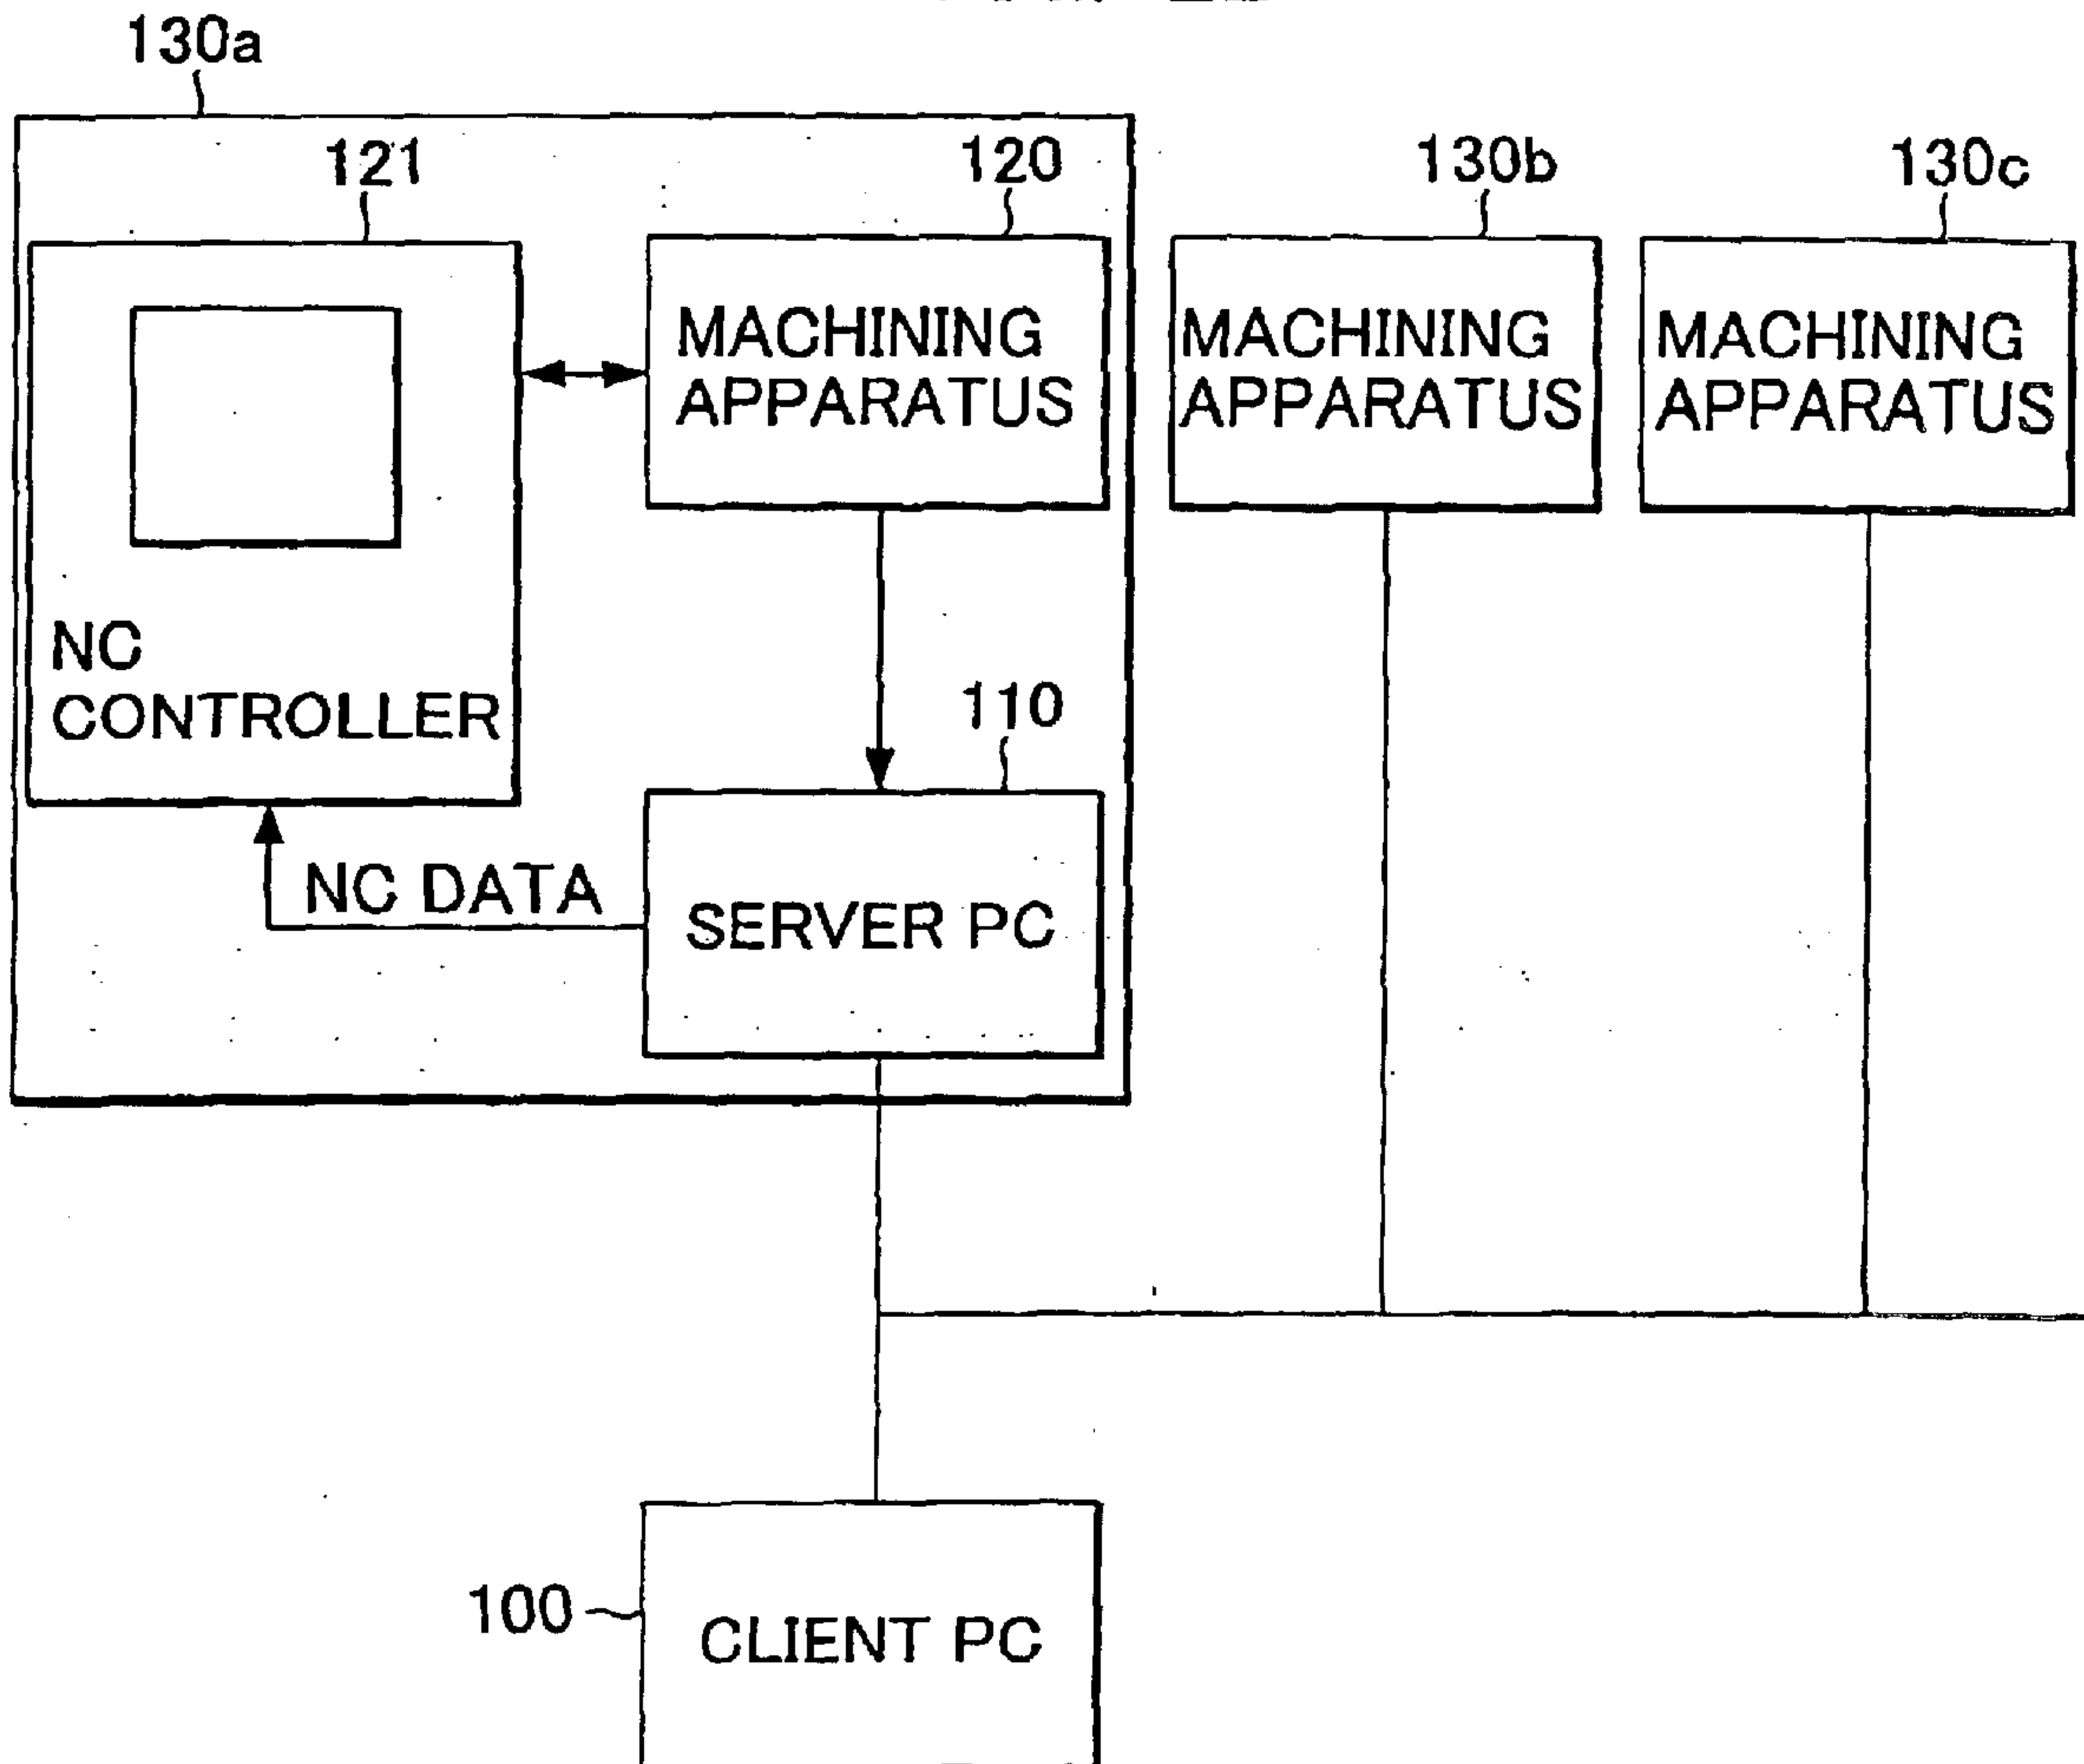 130a
121
120
130b
130c
MACHINING
APPARATUS
MACHINING
APPARATUS
MACHINING
APPARATUS
NC
CONTROLLER
110
NC DATA
SERVER PC
100
CLIENT PC